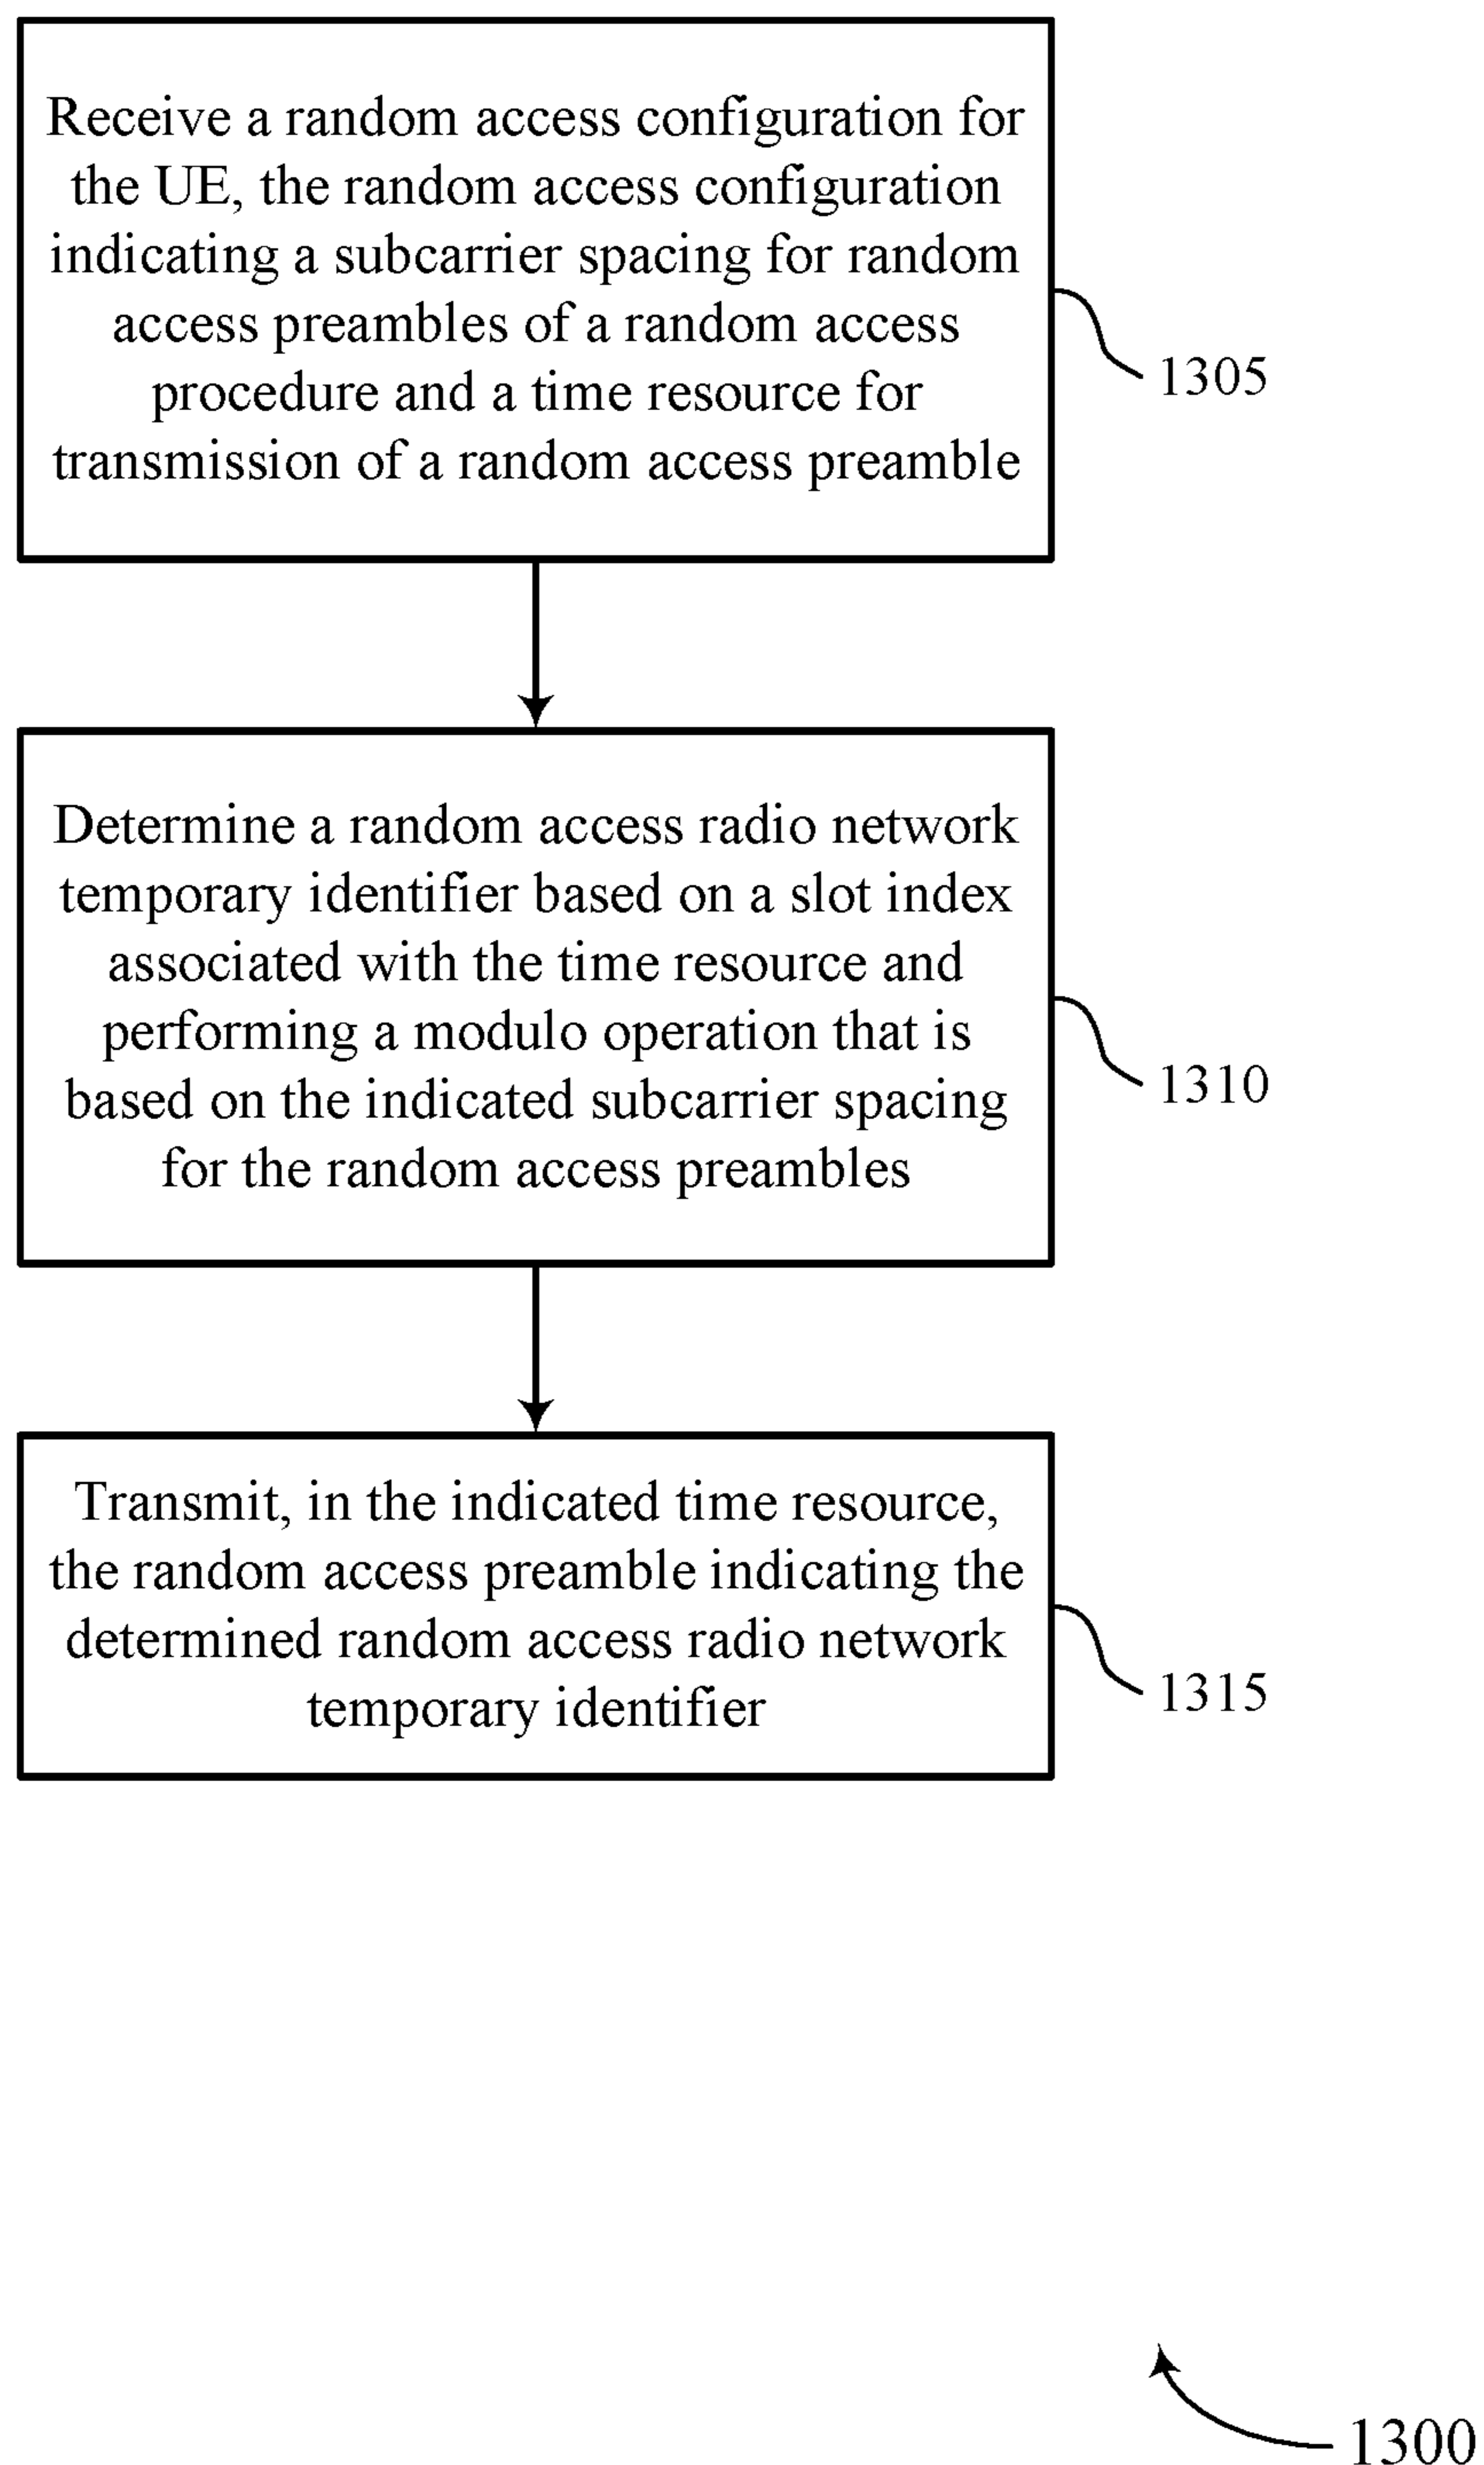 Receive a random access configuration for
the UE, the random access configuration
indicating a subcarrier spacing for random
access preambles of a random access
procedure and a time resource for
transmission of a random access preamble
1305
Determine a random access radio network
temporary identifier based on a slot index
associated with the time resource and
performing a modulo operation that is
based on the indicated subcarrier spacing
for the random access preambles
1310
Transmit, in the indicated time resource,
the random access preamble indicating the
determined random access radio network
temporary identifier
1315
1300